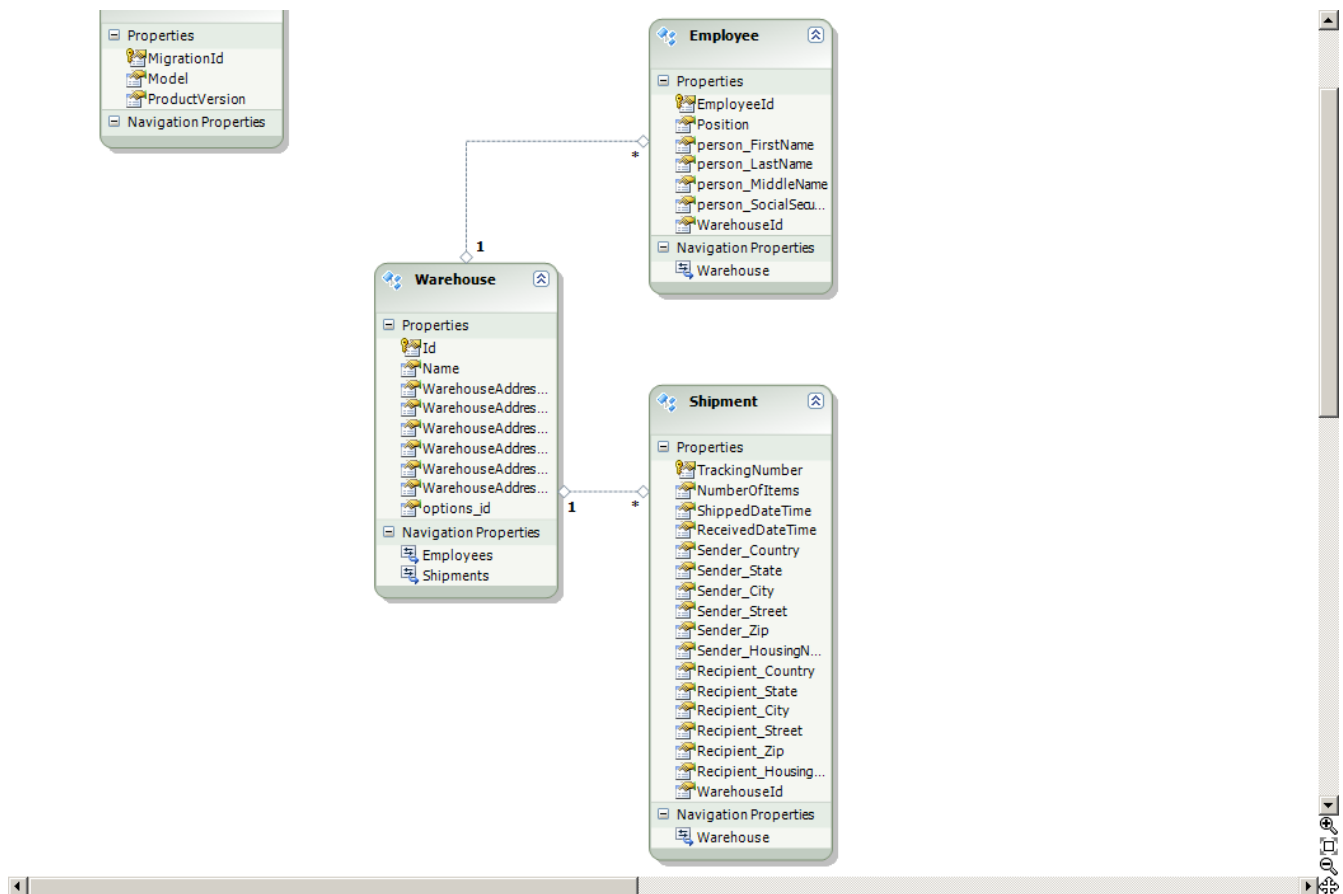 Properties
MigrationId
Model
ProductVersion
Navigation Properties
Employee
Properties
EmployeeId
Position
person_FirstName
person_LastName
person_MiddleName
person_SocialSecu...
WarehouseId
Navigation Properties
Warehouse
*
1
Warehouse
Properties
Id
Name
WarehouseAddres...
WarehouseAddres...
WarehouseAddres...
WarehouseAddres...
WarehouseAddres...
WarehouseAddres...
options_id
Navigation Properties
Employees
Shipments
1
*
Shipment
Properties
TrackingNumber
NumberOfItems
ShippedDateTime
ReceivedDateTime
Sender_Country
Sender_State
Sender_City
Sender_Street
Sender_Zip
Sender_HousingN...
Recipient_Country
Recipient_State
Recipient_City
Recipient_Street
Recipient_Zip
Recipient_Housing...
WarehouseId
Navigation Properties
Warehouse